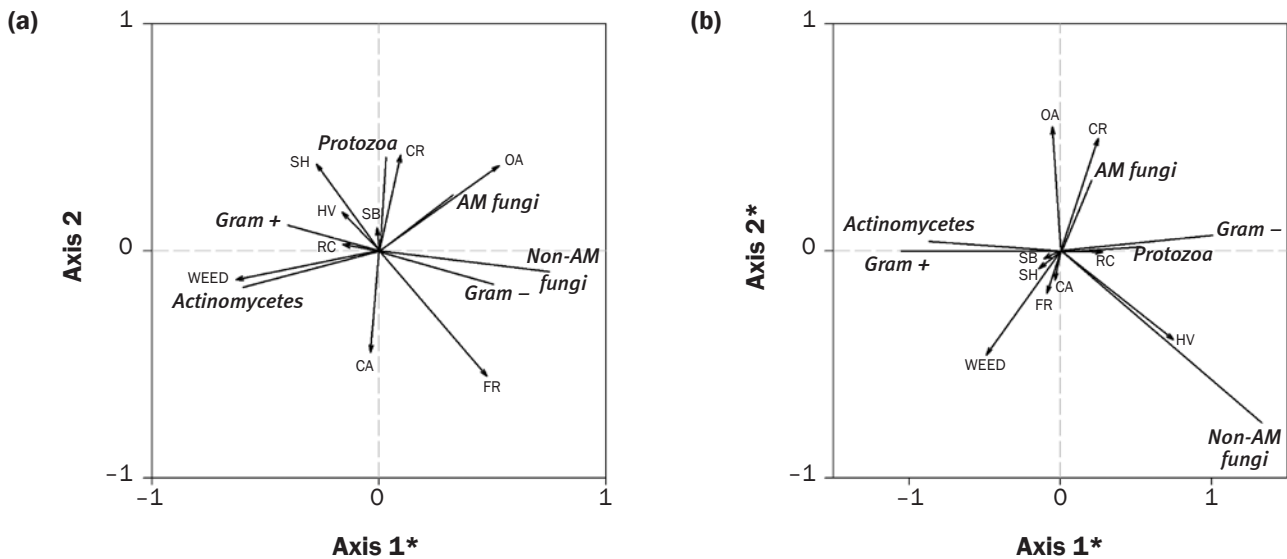 (a)
1
Axis 2
0
−1
−1
0
1
Axis 1*
Protozoa
CR
SH
OA
AM fungi
HV
SB
Gram +
RC
Non-AM
fungi
WEED
Gram −
Actinomycetes
CA
FR
(b)
1
Axis 2*
0
−1
−1
0
1
Axis 1*
OA
CR
AM fungi
Actinomycetes
Gram −
Gram +
Protozoa
SB
RC
SH
CA
FR
HV
WEED
Non-AM
fungi